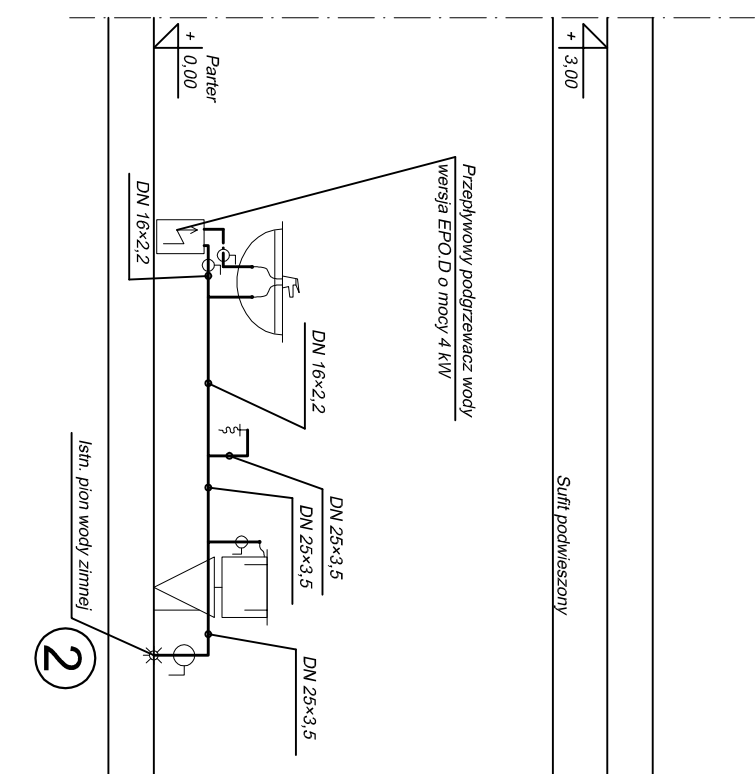 + 3,00
Sufit podwieszony
Przepływowy podgrzewacz wody
wersja EPO.D o mocy 4 kW
DN 16×2,2
DN 25×3,5
DN 25×3,5
DN 25×3,5
Parter
+ 0,00
DN 16×2,2
Istn. pion wody zimnej
2